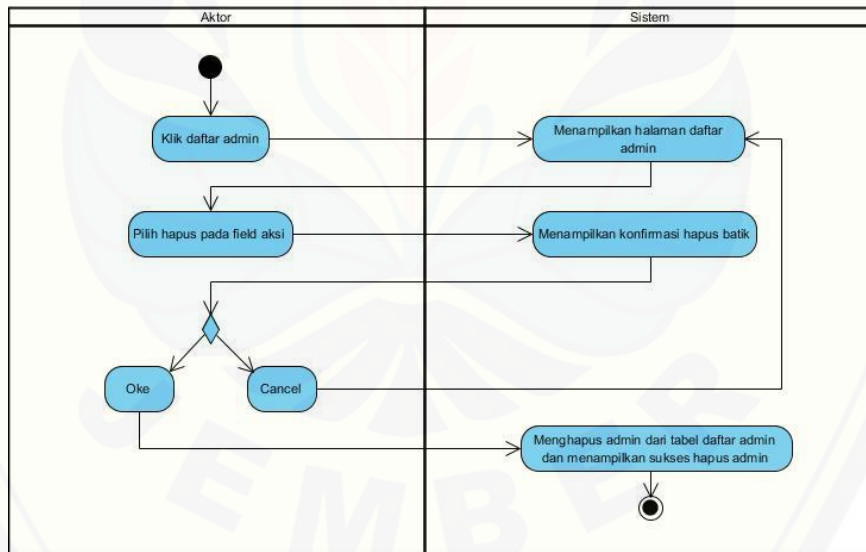 Aktor
Sistem
Klik daftar admin
Menampilkan halaman daftar
admin
Pilih hapus pada field aksi
Menampilkan konfirmasi hapus batik
Oke
Cancel
Menghapus admin dari tabel daftar admin
dan menampilkan sukses hapus admin
JEMBER